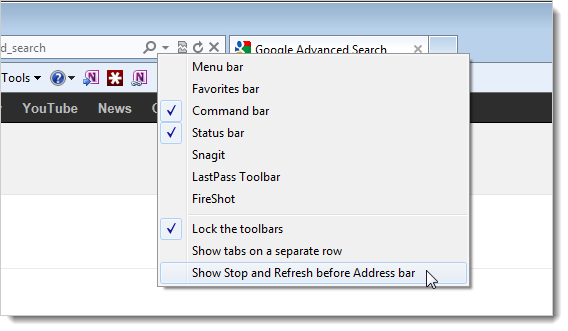 d_search
Google Advanced Search
Tools
YouTube News
Menu bar
Favorites bar
Command bar
Status bar
Snagit
LastPass Toolbar
FireShot
Lock the toolbars
Show tabs on a separate row
Show Stop and Refresh before Address bar